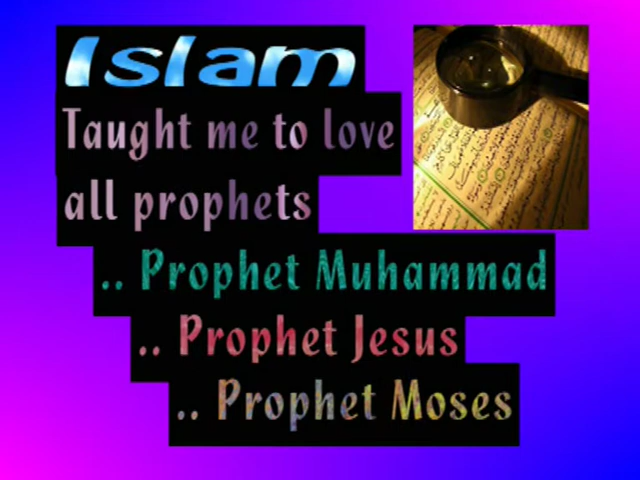 Islam
Taught me to love
all prophets
.. Prophet Muhammad
.. Prophet Jesus
.. Prophet Moses